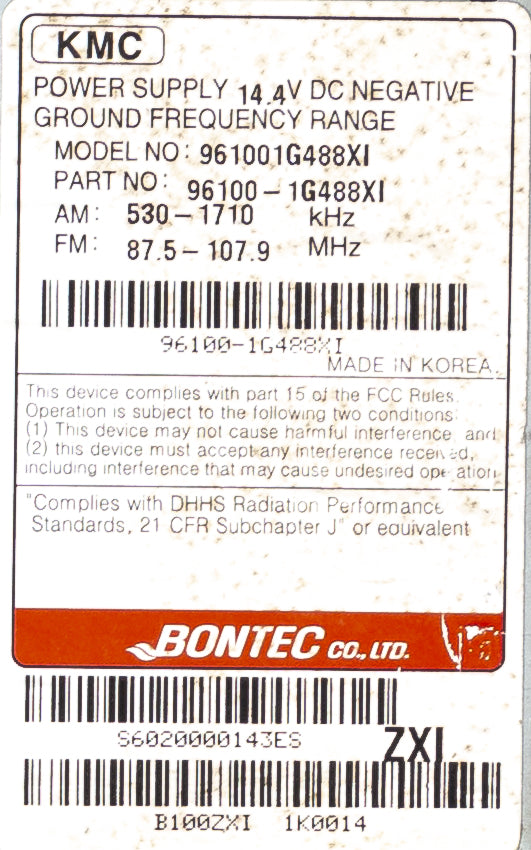 KMC
POWER SUPPLY 14.4V DC NEGATIVE
GROUND FREQUENCY RANGE
MODEL NO: 961001G488XI
PART NO: 96100-1G488XI
AM: 530-1710 kHz
FM: 87.5-107.9 MHz
96100-1G488XI
MADE IN KOREA.
This device complies with part 15 of the FCC Rules.
Operation is subject to the following two conditions:
(1) This device may not cause harmful interference, and
(2) this device must accept any interference received,
including interference that may cause undesired operation
"Complies with DHHS Radiation Performance
Standards, 21 CFR Subchapter J" or equivalent
BONTEC CO., LTD.
S6020000143ES
ZXI
B100ZXI 1K0014